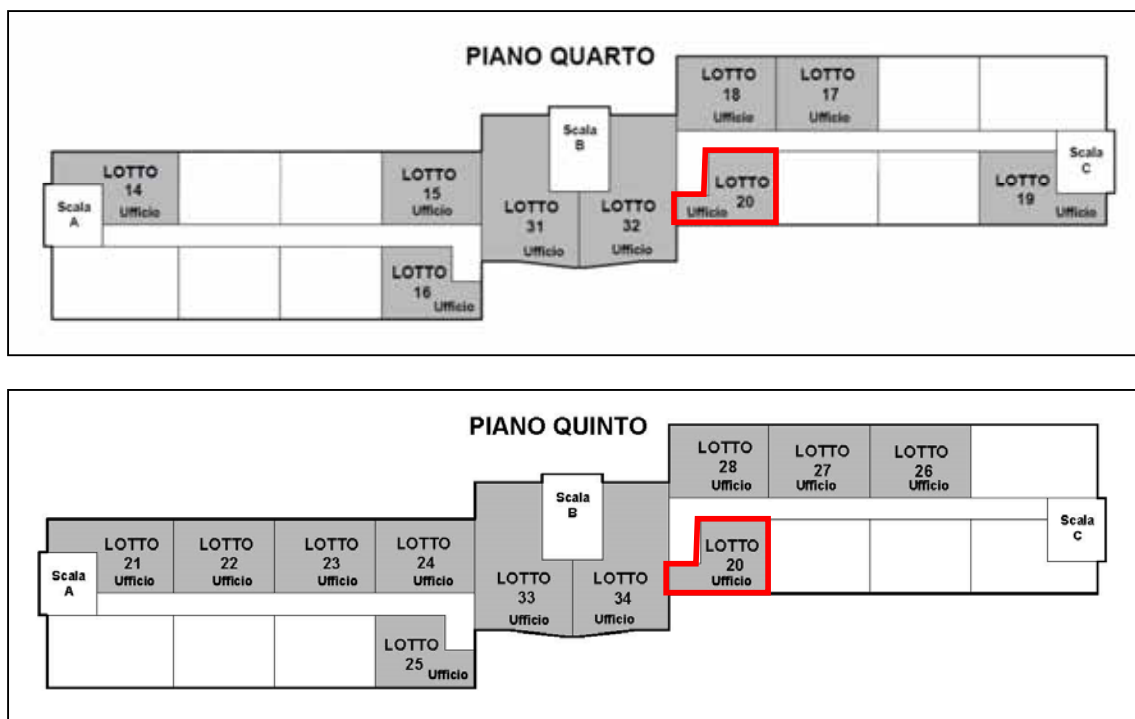 PIANO QUARTO
LOTTO
18
Ufficio
LOTTO
17
Ufficio
Scala
B
Scala
C
LOTTO
14
Ufficio
LOTTO
15
Ufficio
LOTTO
20
Ufficio
LOTTO
19
Ufficio
Scala
A
LOTTO
31
Ufficio
LOTTO
32
Ufficio
LOTTO
16
Ufficio
PIANO QUINTO
LOTTO
28
Ufficio
LOTTO
27
Ufficio
LOTTO
26
Ufficio
Scala
B
Scala
C
LOTTO
21
Ufficio
LOTTO
22
Ufficio
LOTTO
23
Ufficio
LOTTO
24
Ufficio
LOTTO
20
Ufficio
Scala
A
LOTTO
33
Ufficio
LOTTO
34
Ufficio
LOTTO
25
Ufficio